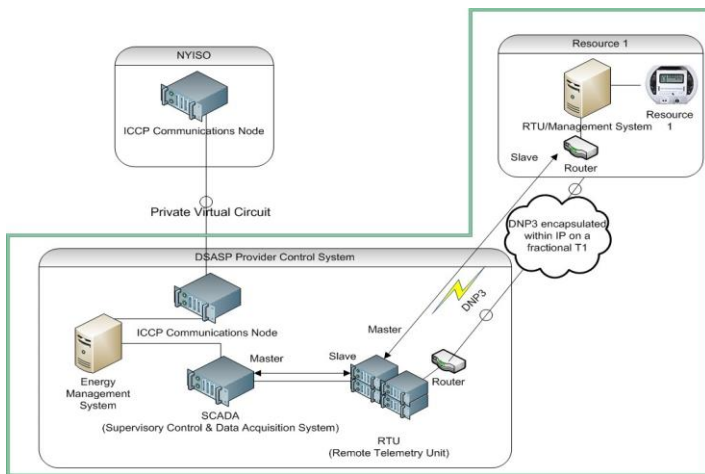 NYISO
ICCP Communications Node
Private Virtual Circuit
Resource 1
RTU/Management System
Resource
1
Slave
Router
DNP3 encapsulated
within IP on a
fractional T1
DNP3
DSASP Provider Control System
ICCP Communications Node
Energy
Management
System
Master
Slave
Master
Router
SCADA
(Supervisory Control & Data Acquisition System)
RTU
(Remote Telemetry Unit)